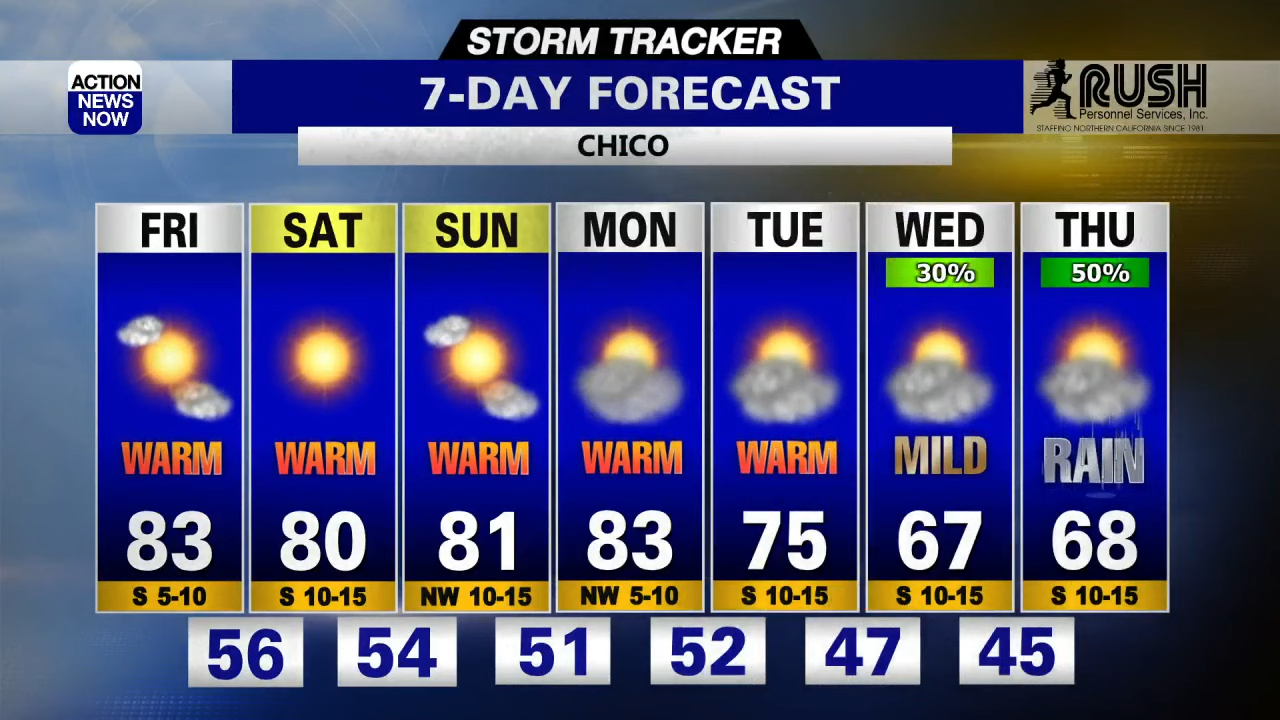 STORM TRACKER
7-DAY FORECAST
CHICO
ACTION
NEWS
NOW
RUSH
Personnel Services, Inc.
STAFFING NORTHERN CALIFORNIA SINCE 1981
FRI SAT SUN MON TUE WED THU
30% 50%
WARM WARM WARM WARM WARM MILD RAIN
83 80 81 83 75 67 68
S 5-10 S 10-15 NW 10-15 NW 5-10 S 10-15 S 10-15 S 10-15
56 54 51 52 47 45